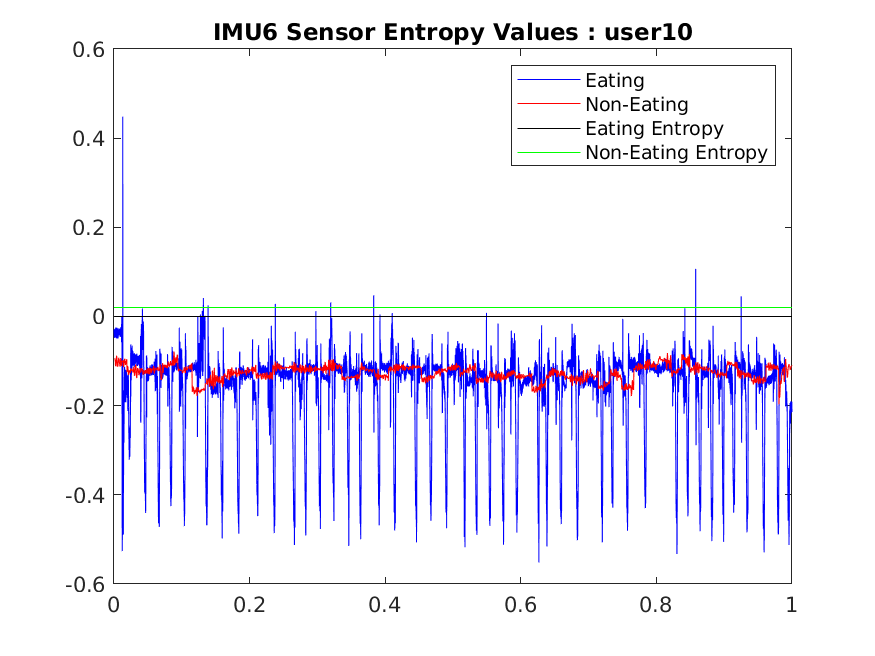 IMU6 Sensor Entropy Values : user10
0.6
0.4
0.2
0
-0.2
-0.4
-0.6
Eating
Non-Eating
Eating Entropy
Non-Eating Entropy
0 0.2 0.4 0.6 0.8 1